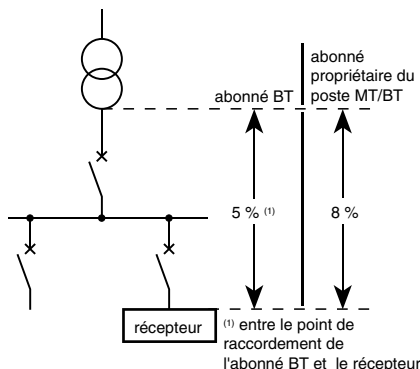 abonné
propriétaire du
poste MT/BT
abonné BT
5 % (1)
8 %
récepteur
(1) entre le point de
raccordement de
l'abonné BT et le récepteur